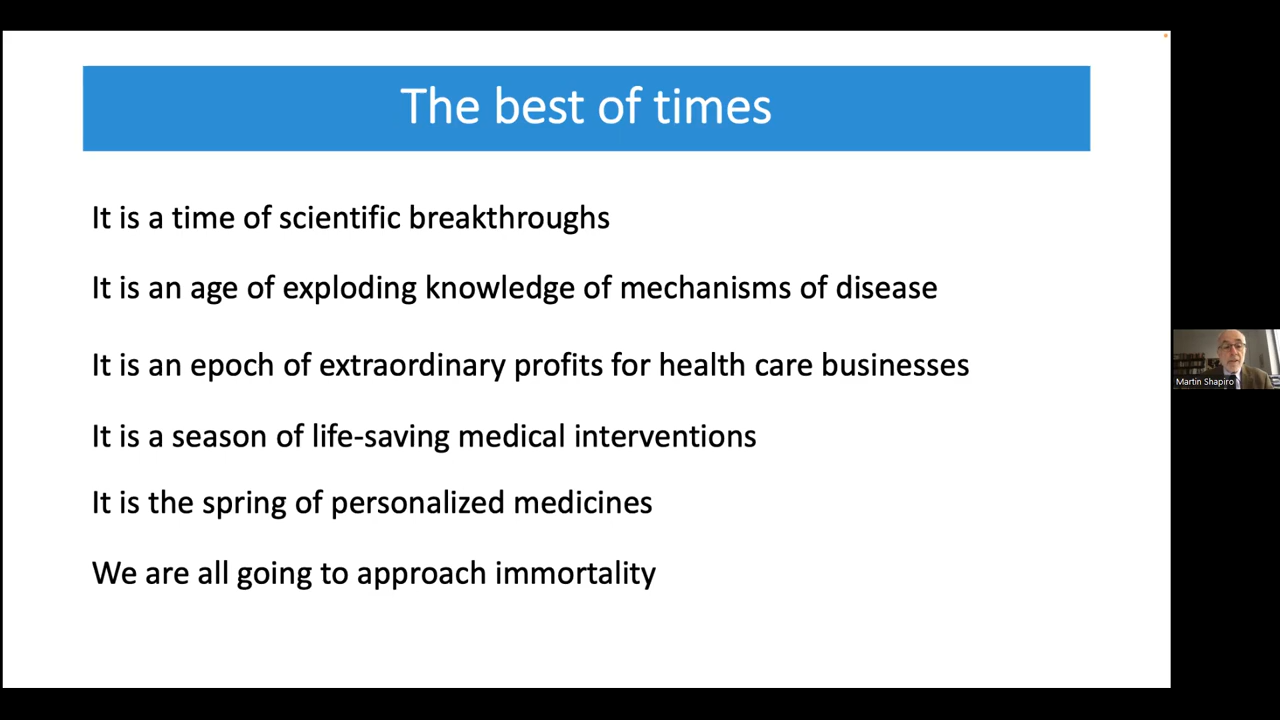 The best of times
It is a time of scientific breakthroughs
It is an age of exploding knowledge of mechanisms of disease
It is an epoch of extraordinary profits for health care businesses
Martin Shapiro
It is a season of life-saving medical interventions
It is the spring of personalized medicines
We are all going to approach immortality